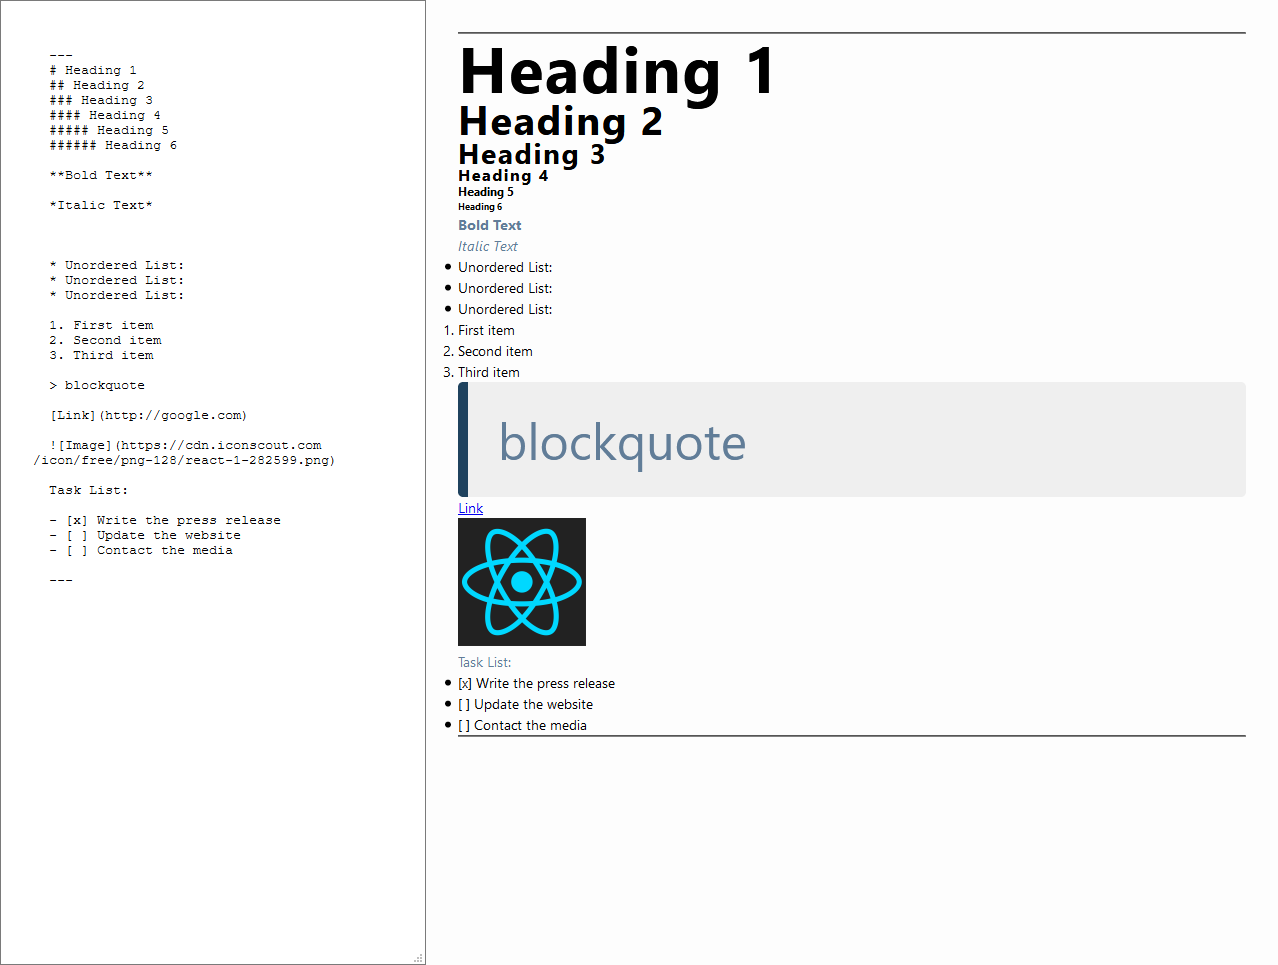 ---
# Heading 1
## Heading 2
### Heading 3
#### Heading 4
##### Heading 5
###### Heading 6
**Bold Text**
*Italic Text*
* Unordered List:
* Unordered List:
* Unordered List:
1. First item
2. Second item
3. Third item
> blockquote
[Link](http://google.com)
![Image](https://cdn.iconscout.com
/icon/free/png-128/react-1-282599.png)
Task List:
- [x] Write the press release
- [ ] Update the website
- [ ] Contact the media
---
Heading 1
Heading 2
Heading 3
Heading 4
Heading 5
Heading 6
Bold Text
Italic Text
• Unordered List:
• Unordered List:
• Unordered List:
1. First item
2. Second item
3. Third item
blockquote
Link
Task List:
• [x] Write the press release
• [ ] Update the website
• [ ] Contact the media